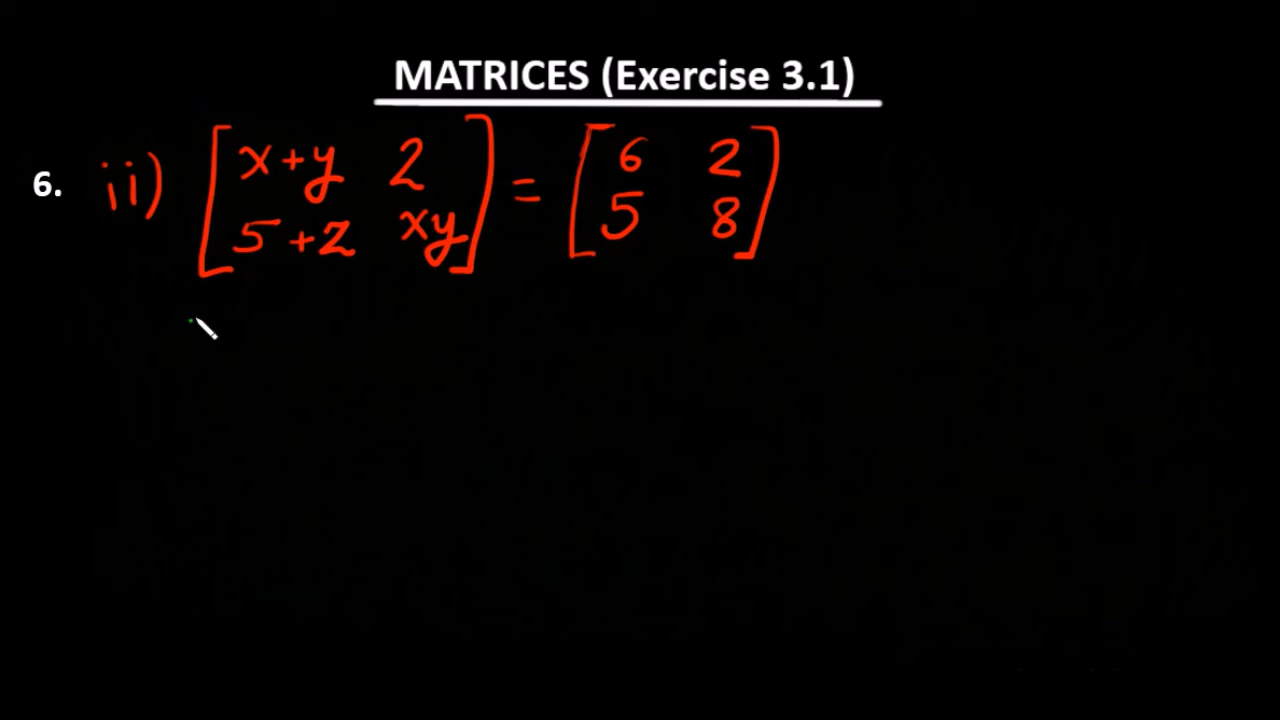 MATRICES (Exercise 3.1)
6. ii) [x+y 2] = [6 2]
[5+z xy] [5 8]